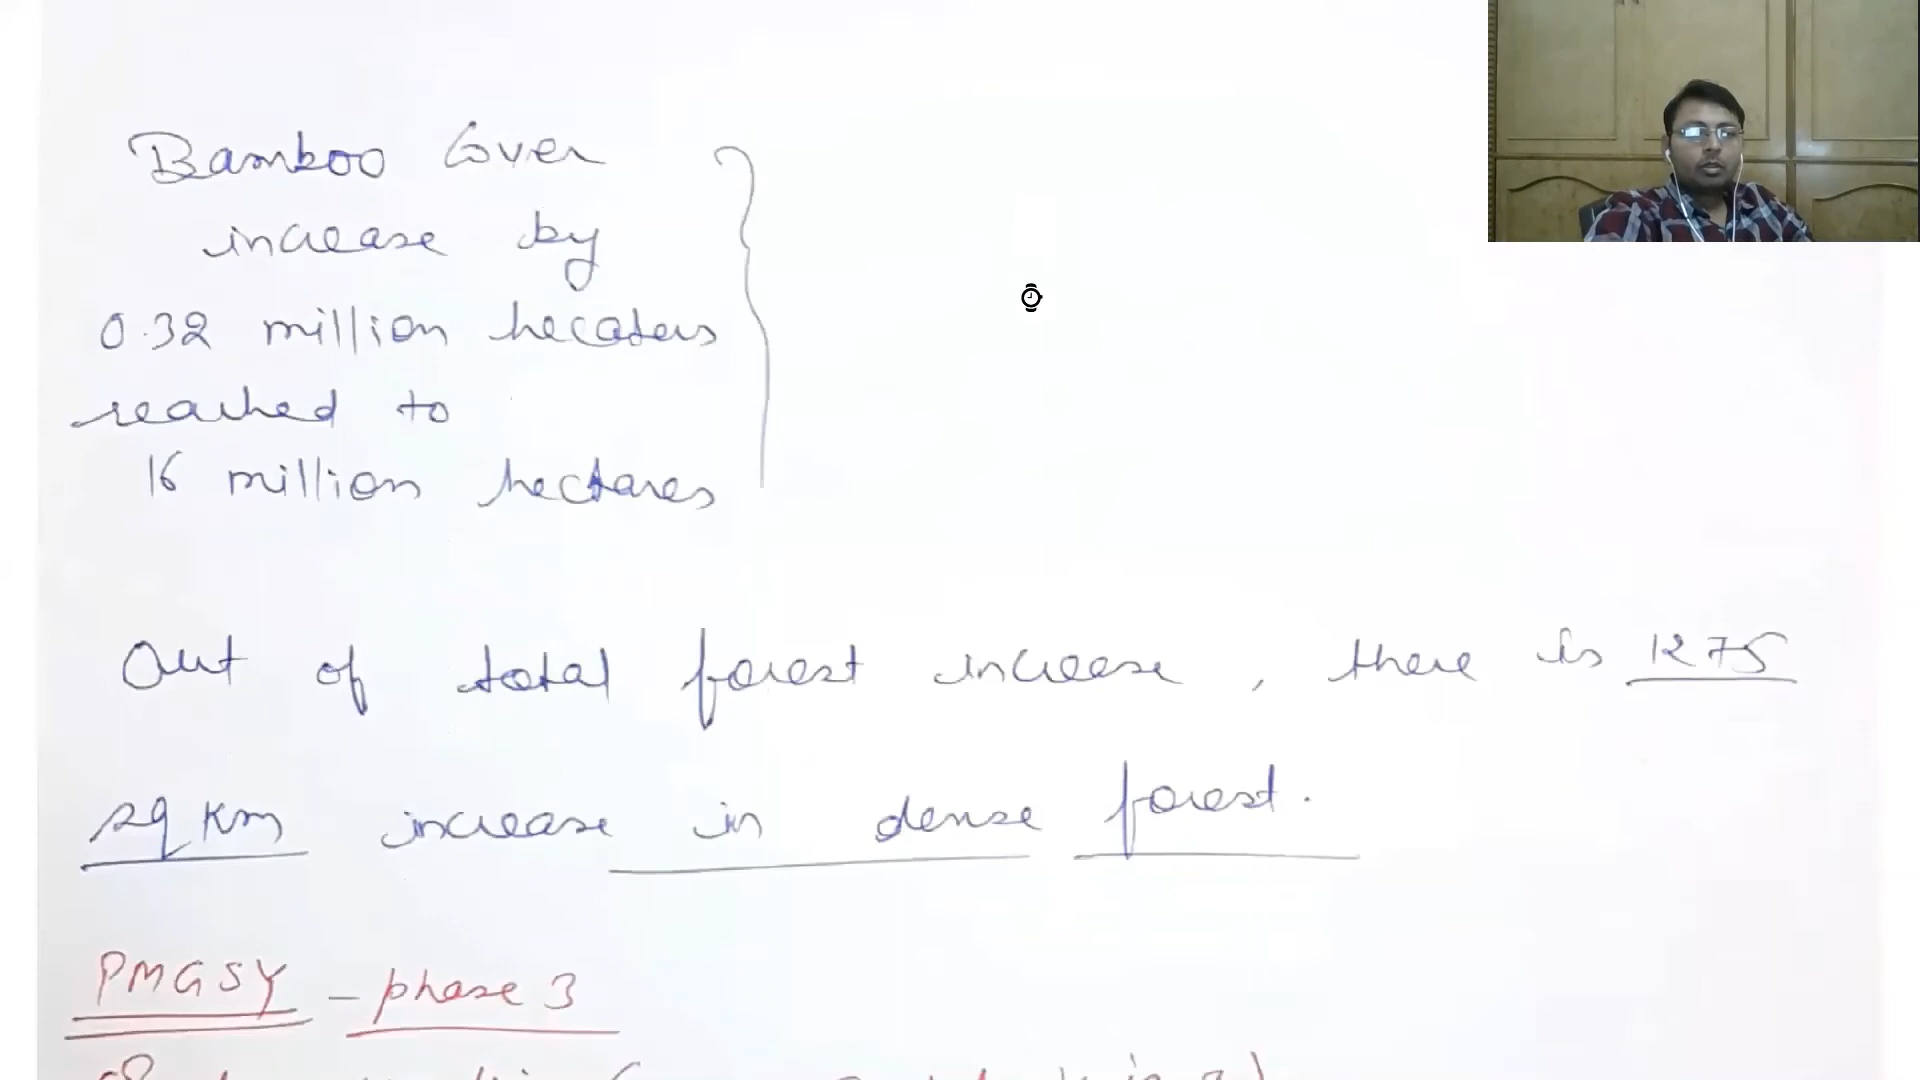 Bamboo Cover
increase by
0.32 million hecaters
reached to
16 million hectares
Out of total forest increase, there is 1275
sq km increase in dense forest.
PMGSY - phase 3